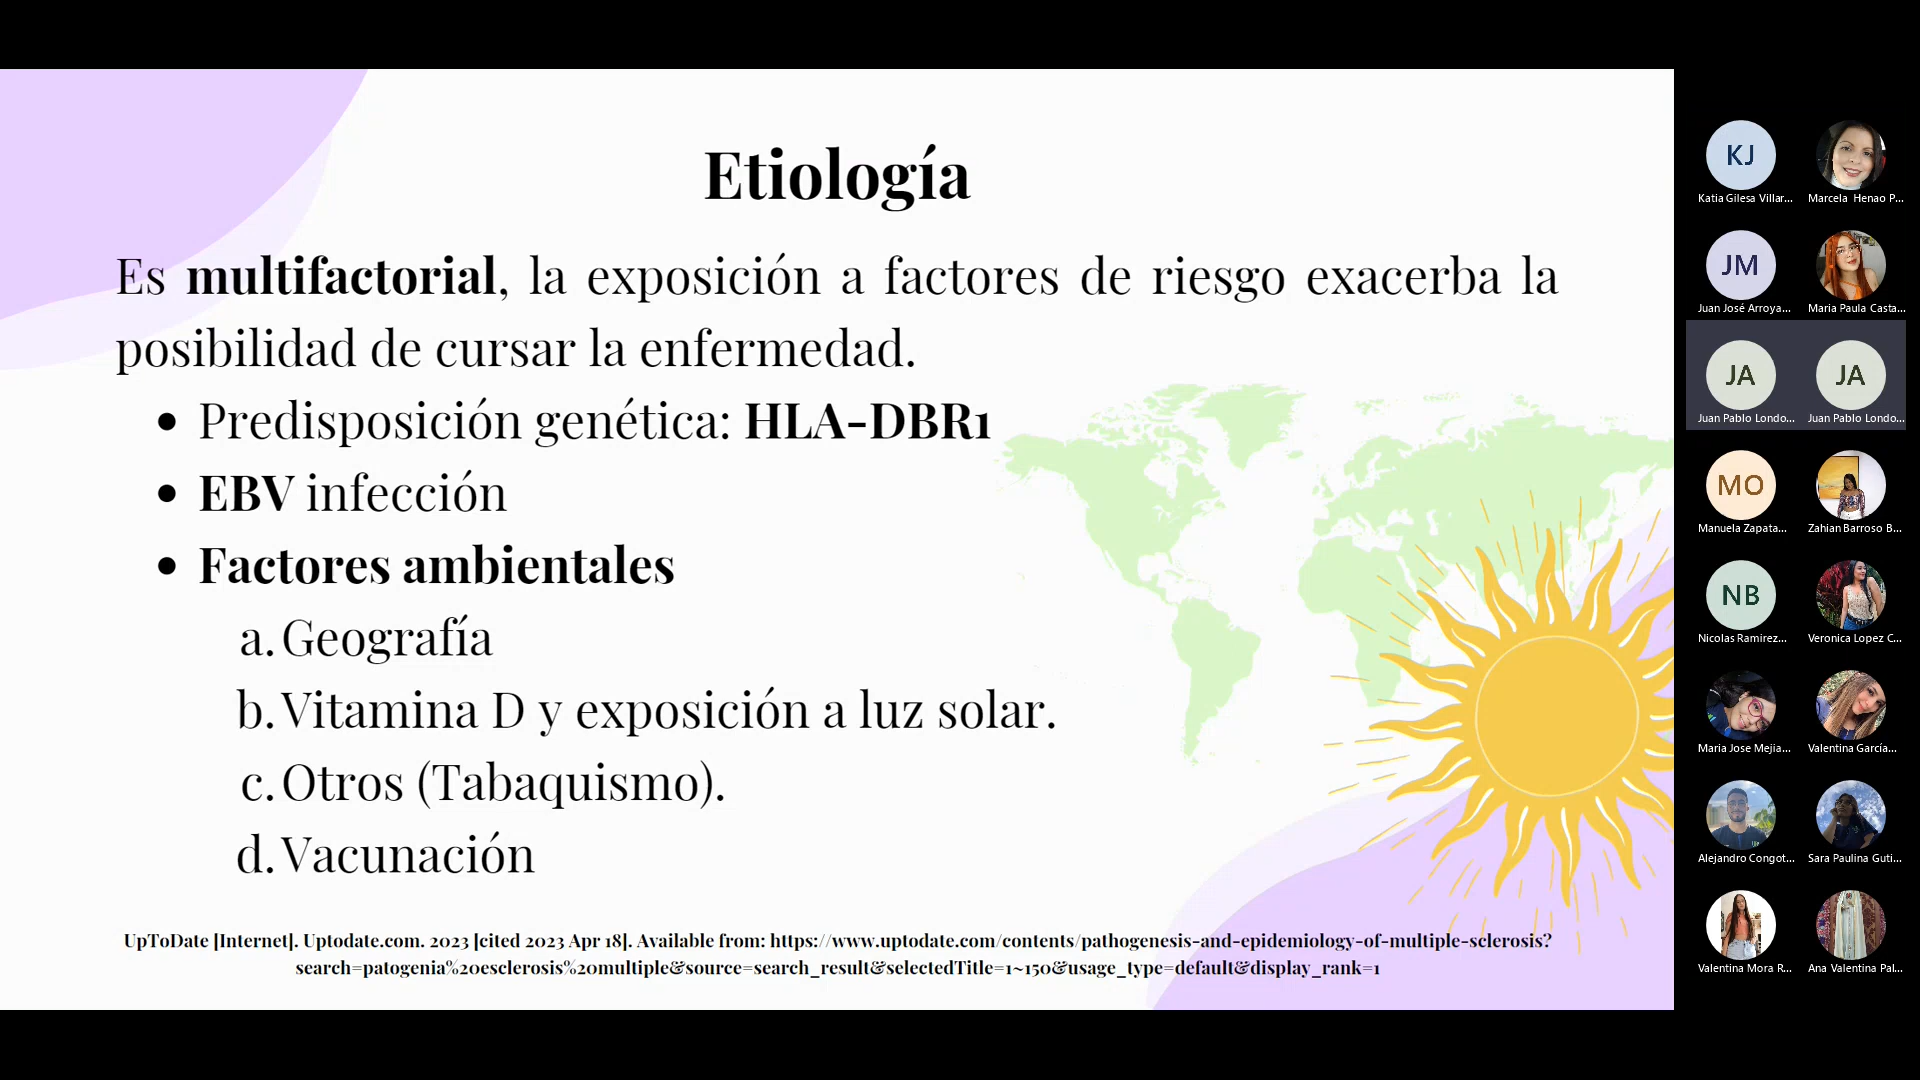 Etiología
Es multifactorial, la exposición a factores de riesgo exacerba la
posibilidad de cursar la enfermedad.
• Predisposición genética: HLA-DBR1
• EBV infección
• Factores ambientales
a. Geografía
b. Vitamina D y exposición a luz solar.
c. Otros (Tabaquismo).
d. Vacunación
UpToDate [Internet]. Uptodate.com. 2023 [cited 2023 Apr 18]. Available from: https://www.uptodate.com/contents/pathogenesis-and-epidemiology-of-multiple-sclerosis?
search=patogenia%20esclerosis%20multiple&source=search_result&selectedTitle=1~150&usage_type=default&display_rank=1
KJ
Katia Gilesa Villar...
Marcela Henao P...
JM
Juan José Arroya...
Maria Paula Casta...
JA
JA
Juan Pablo Londo...
Juan Pablo Londo...
MO
Manuela Zapata...
Zahian Barroso B...
NB
Nicolas Ramirez...
Veronica Lopez C...
Maria Jose Mejia...
Valentina García...
Alejandro Congot...
Sara Paulina Guti...
Valentina Mora R...
Ana Valentina Pal...